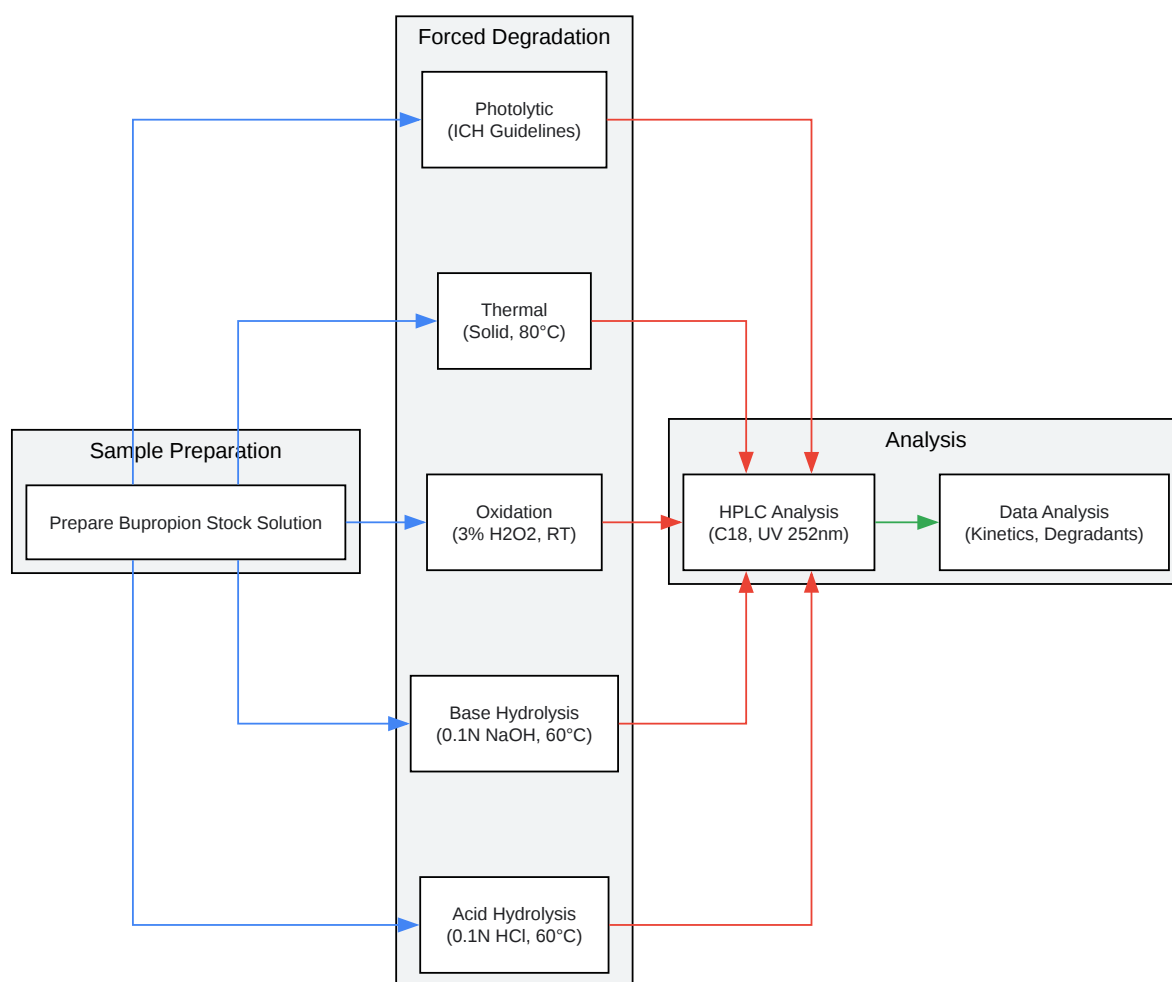 Forced Degradation
Photolytic
(ICH Guidelines)
Thermal
(Solid, 80°C)
Sample Preparation
Prepare Bupropion Stock Solution
Oxidation
(3% H2O2, RT)
Analysis
HPLC Analysis
(C18, UV 252nm)
Data Analysis
(Kinetics, Degradants)
Base Hydrolysis
(0.1N NaOH, 60°C)
Acid Hydrolysis
(0.1N HCl, 60°C)